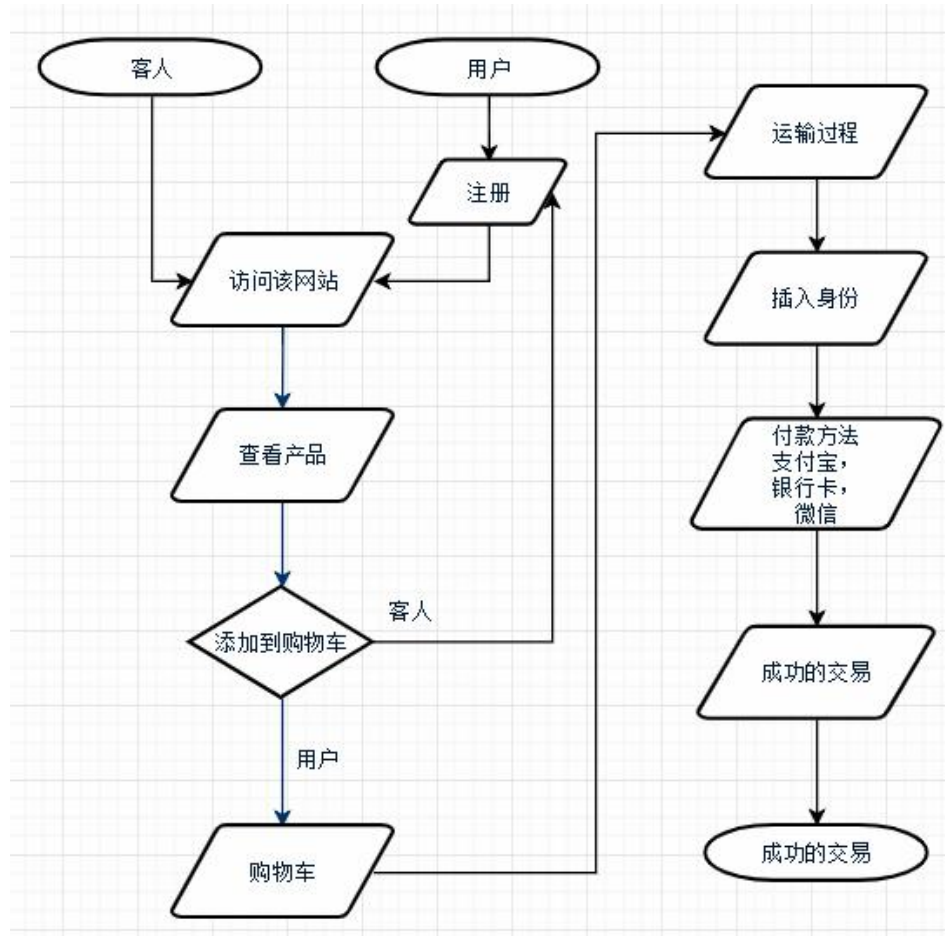 客人
用户
注册
访问该网站
查看产品
添加到购物车
客人
用户
购物车
运输过程
插入身份
付款方法
支付宝，
银行卡，
微信
成功的交易
成功的交易